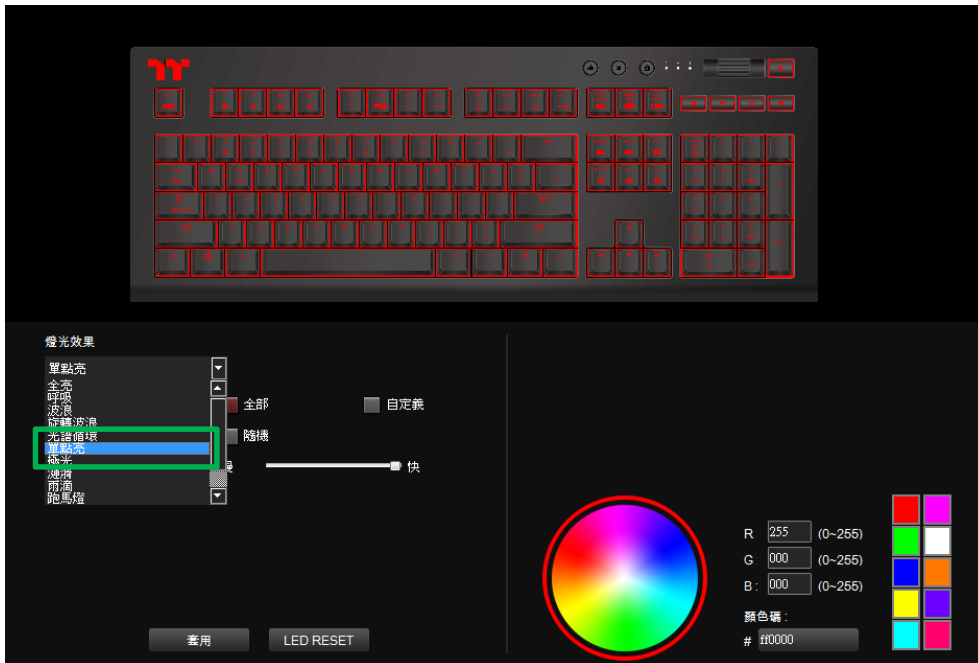 燈光效果
單點亮
全亮
呼吸
波浪
旋轉波浪
光譜循環
單點亮
極光
漣漪
雨滴
跑馬燈
全部
自定義
隨機
慢
快
R 255 (0~255)
G 000 (0~255)
B : 000 (0~255)
顏色碼 :
# ff0000
套用
LED RESET